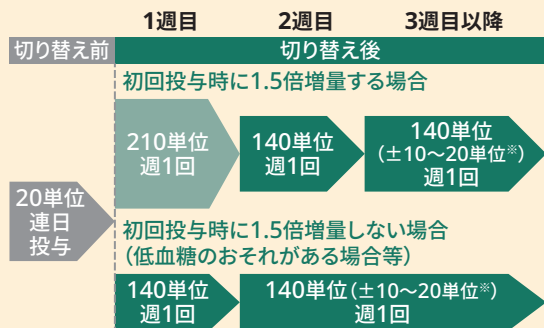 1週目 2週目 3週目以降
切り替え前 切り替え後
初回投与時に1.5倍増量する場合
210単位
週1回
140単位
週1回
140単位
（±10～20単位※）
週1回
20単位
連日
投与
初回投与時に1.5倍増量しない場合
（低血糖のおそれがある場合等）
140単位
週1回
140単位（±10～20単位※）
週1回